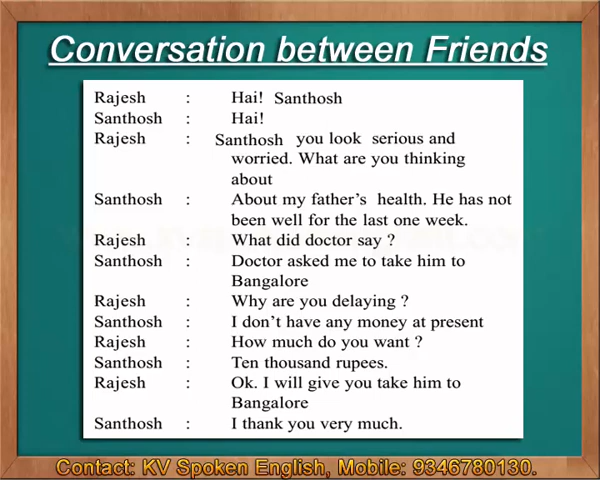 Conversation between Friends
Rajesh : Hai! Santhosh
Santhosh : Hai!
Rajesh : Santhosh you look serious and
worried. What are you thinking
about
Santhosh : About my father's health. He has not
been well for the last one week.
Rajesh : What did doctor say ?
Santhosh : Doctor asked me to take him to
Bangalore
Rajesh : Why are you delaying ?
Santhosh : I don't have any money at present
Rajesh : How much do you want ?
Santhosh : Ten thousand rupees.
Rajesh : Ok. I will give you take him to
Bangalore
Santhosh : I thank you very much.
Contact: KV Spoken English, Mobile: 9346780130.